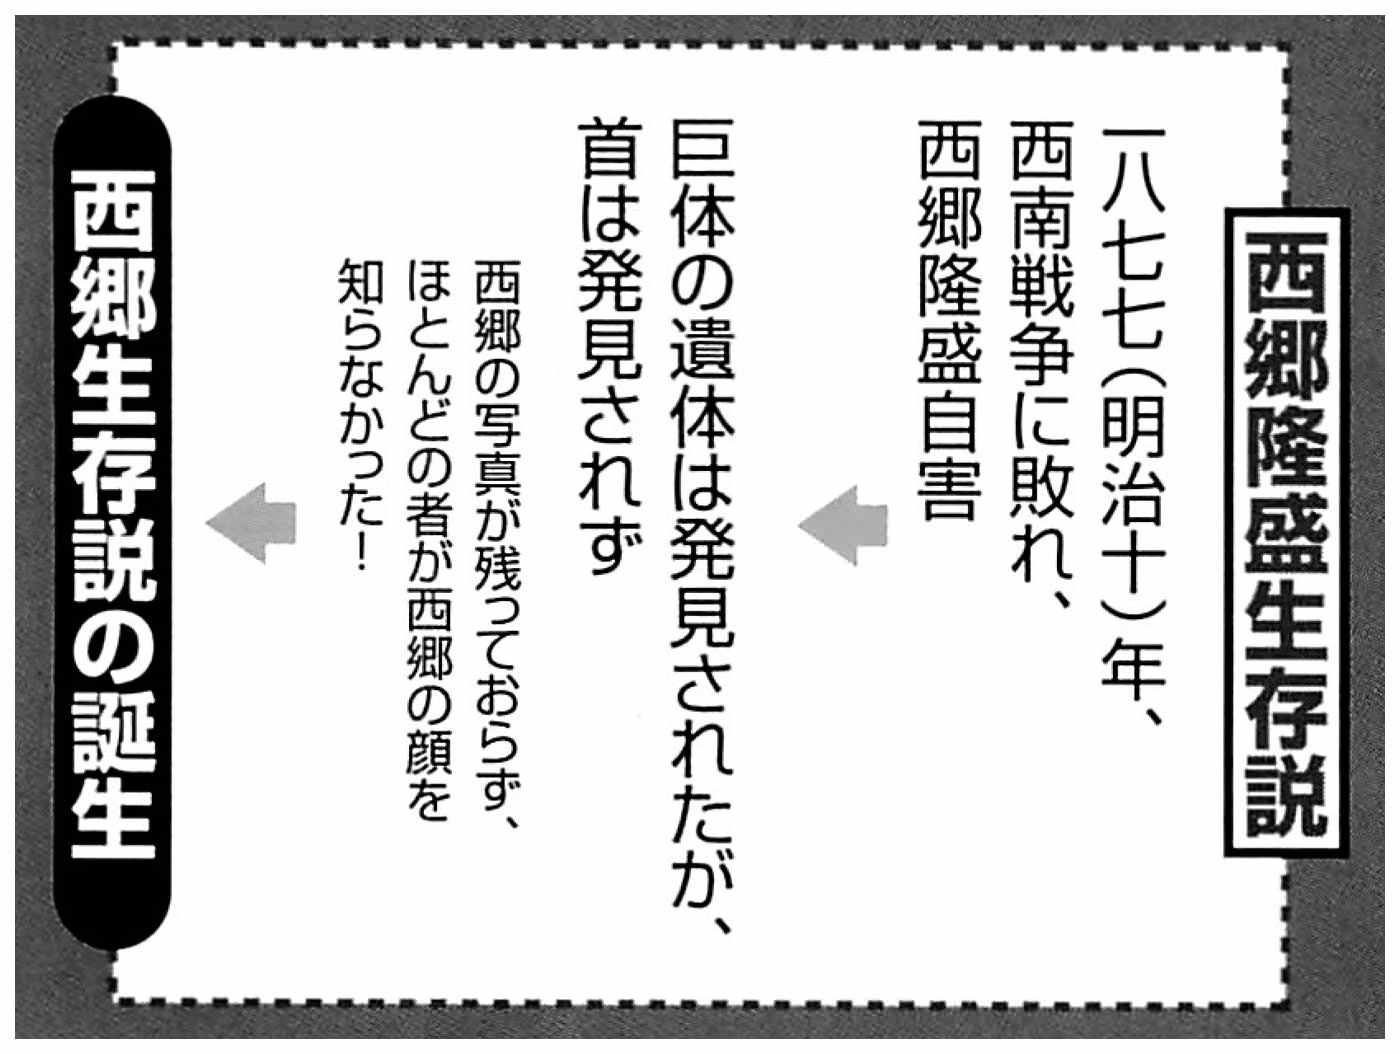 西郷隆盛生存説
一八七七（明治十）年、
西南戦争に敗れ、
西郷隆盛自害
巨体の遺体は発見されたが、
首は発見されず
西郷の写真が残っておらず、
ほとんどの者が西郷の顔を
知らなかった！
西郷生存説の誕生